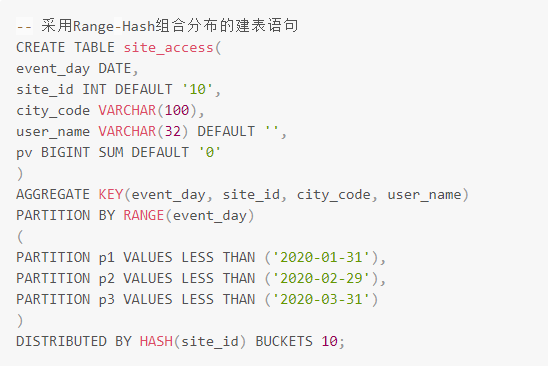 -- 采用Range-Hash组合分布的建表语句
CREATE TABLE site_access(
event_day DATE,
site_id INT DEFAULT '10',
city_code VARCHAR(100),
user_name VARCHAR(32) DEFAULT '',
pv BIGINT SUM DEFAULT '0'
)
AGGREGATE KEY(event_day, site_id, city_code, user_name)
PARTITION BY RANGE(event_day)
(
PARTITION p1 VALUES LESS THAN ('2020-01-31'),
PARTITION p2 VALUES LESS THAN ('2020-02-29'),
PARTITION p3 VALUES LESS THAN ('2020-03-31')
)
DISTRIBUTED BY HASH(site_id) BUCKETS 10;